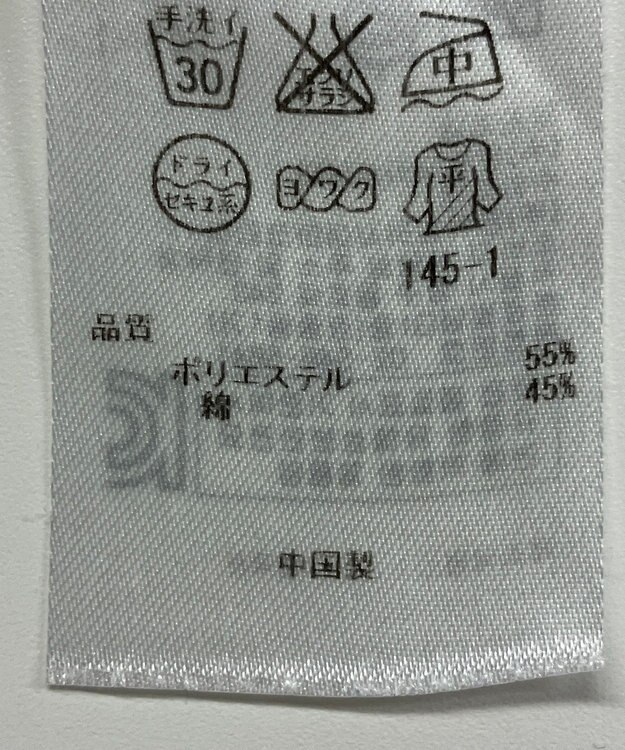 手洗イ
30
エンソ
サラシ
中
ドライ
セキユ系
ヨワク
平
145-1
品質
ポリエステル 55%
綿 45%
中国製